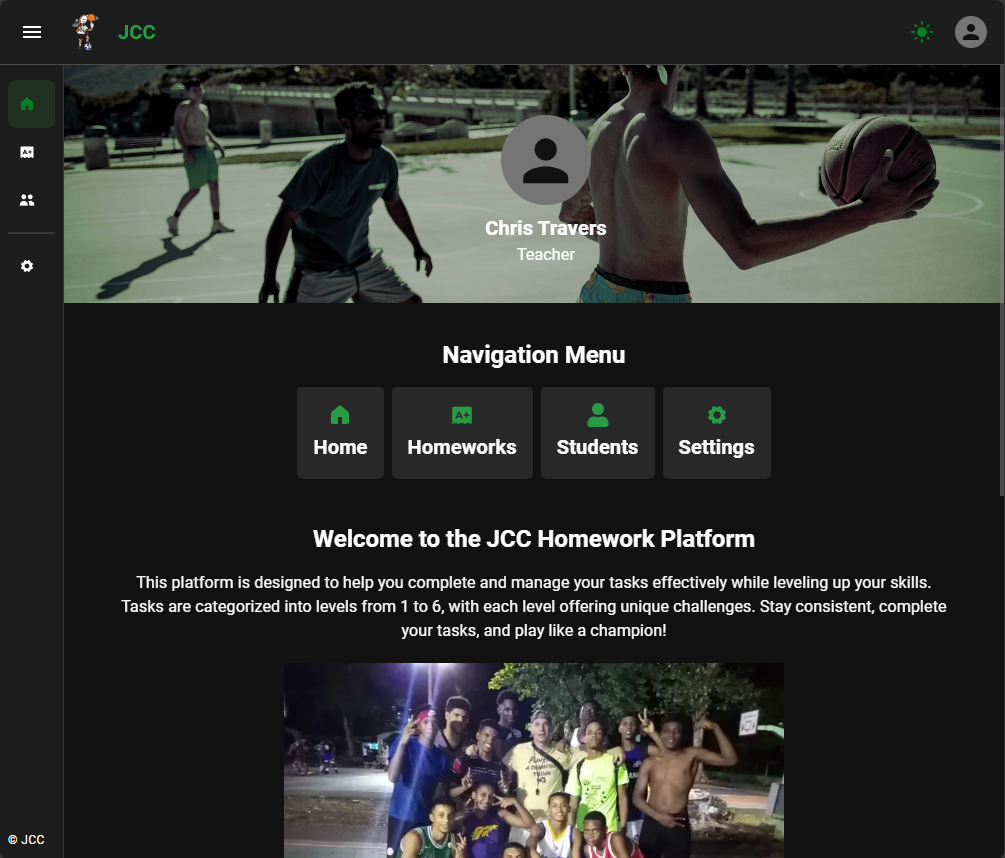 JCC
Chris Travers
Teacher
Navigation Menu
Home
Homeworks
Students
Settings
Welcome to the JCC Homework Platform
This platform is designed to help you complete and manage your tasks effectively while leveling up your skills.
Tasks are categorized into levels from 1 to 6, with each level offering unique challenges. Stay consistent, complete
your tasks, and play like a champion!
© JCC